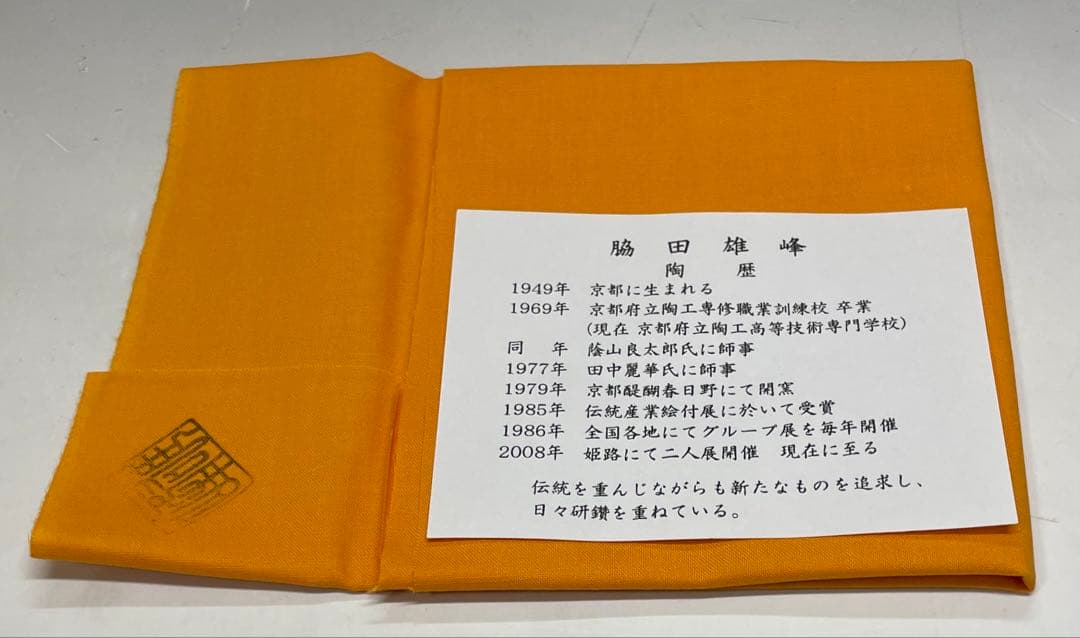 脇田雄峰
陶歴
1949年 京都に生まれる
1969年 京都府立陶工専修職業訓練校 卒業
(現在 京都府立陶工高等技術専門学校)
同年 蔭山良太郎氏に師事
1977年 田中麗華氏に師事
1979年 京都醍醐春日野にて開窯
1985年 伝統産業絵付展に於いて受賞
1986年 全国各地にてグループ展を毎年開催
2008年 姫路にて二人展開催 現在に至る
伝統を重んじながらも新たなものを追求し、
日々研鑽を重ねている。